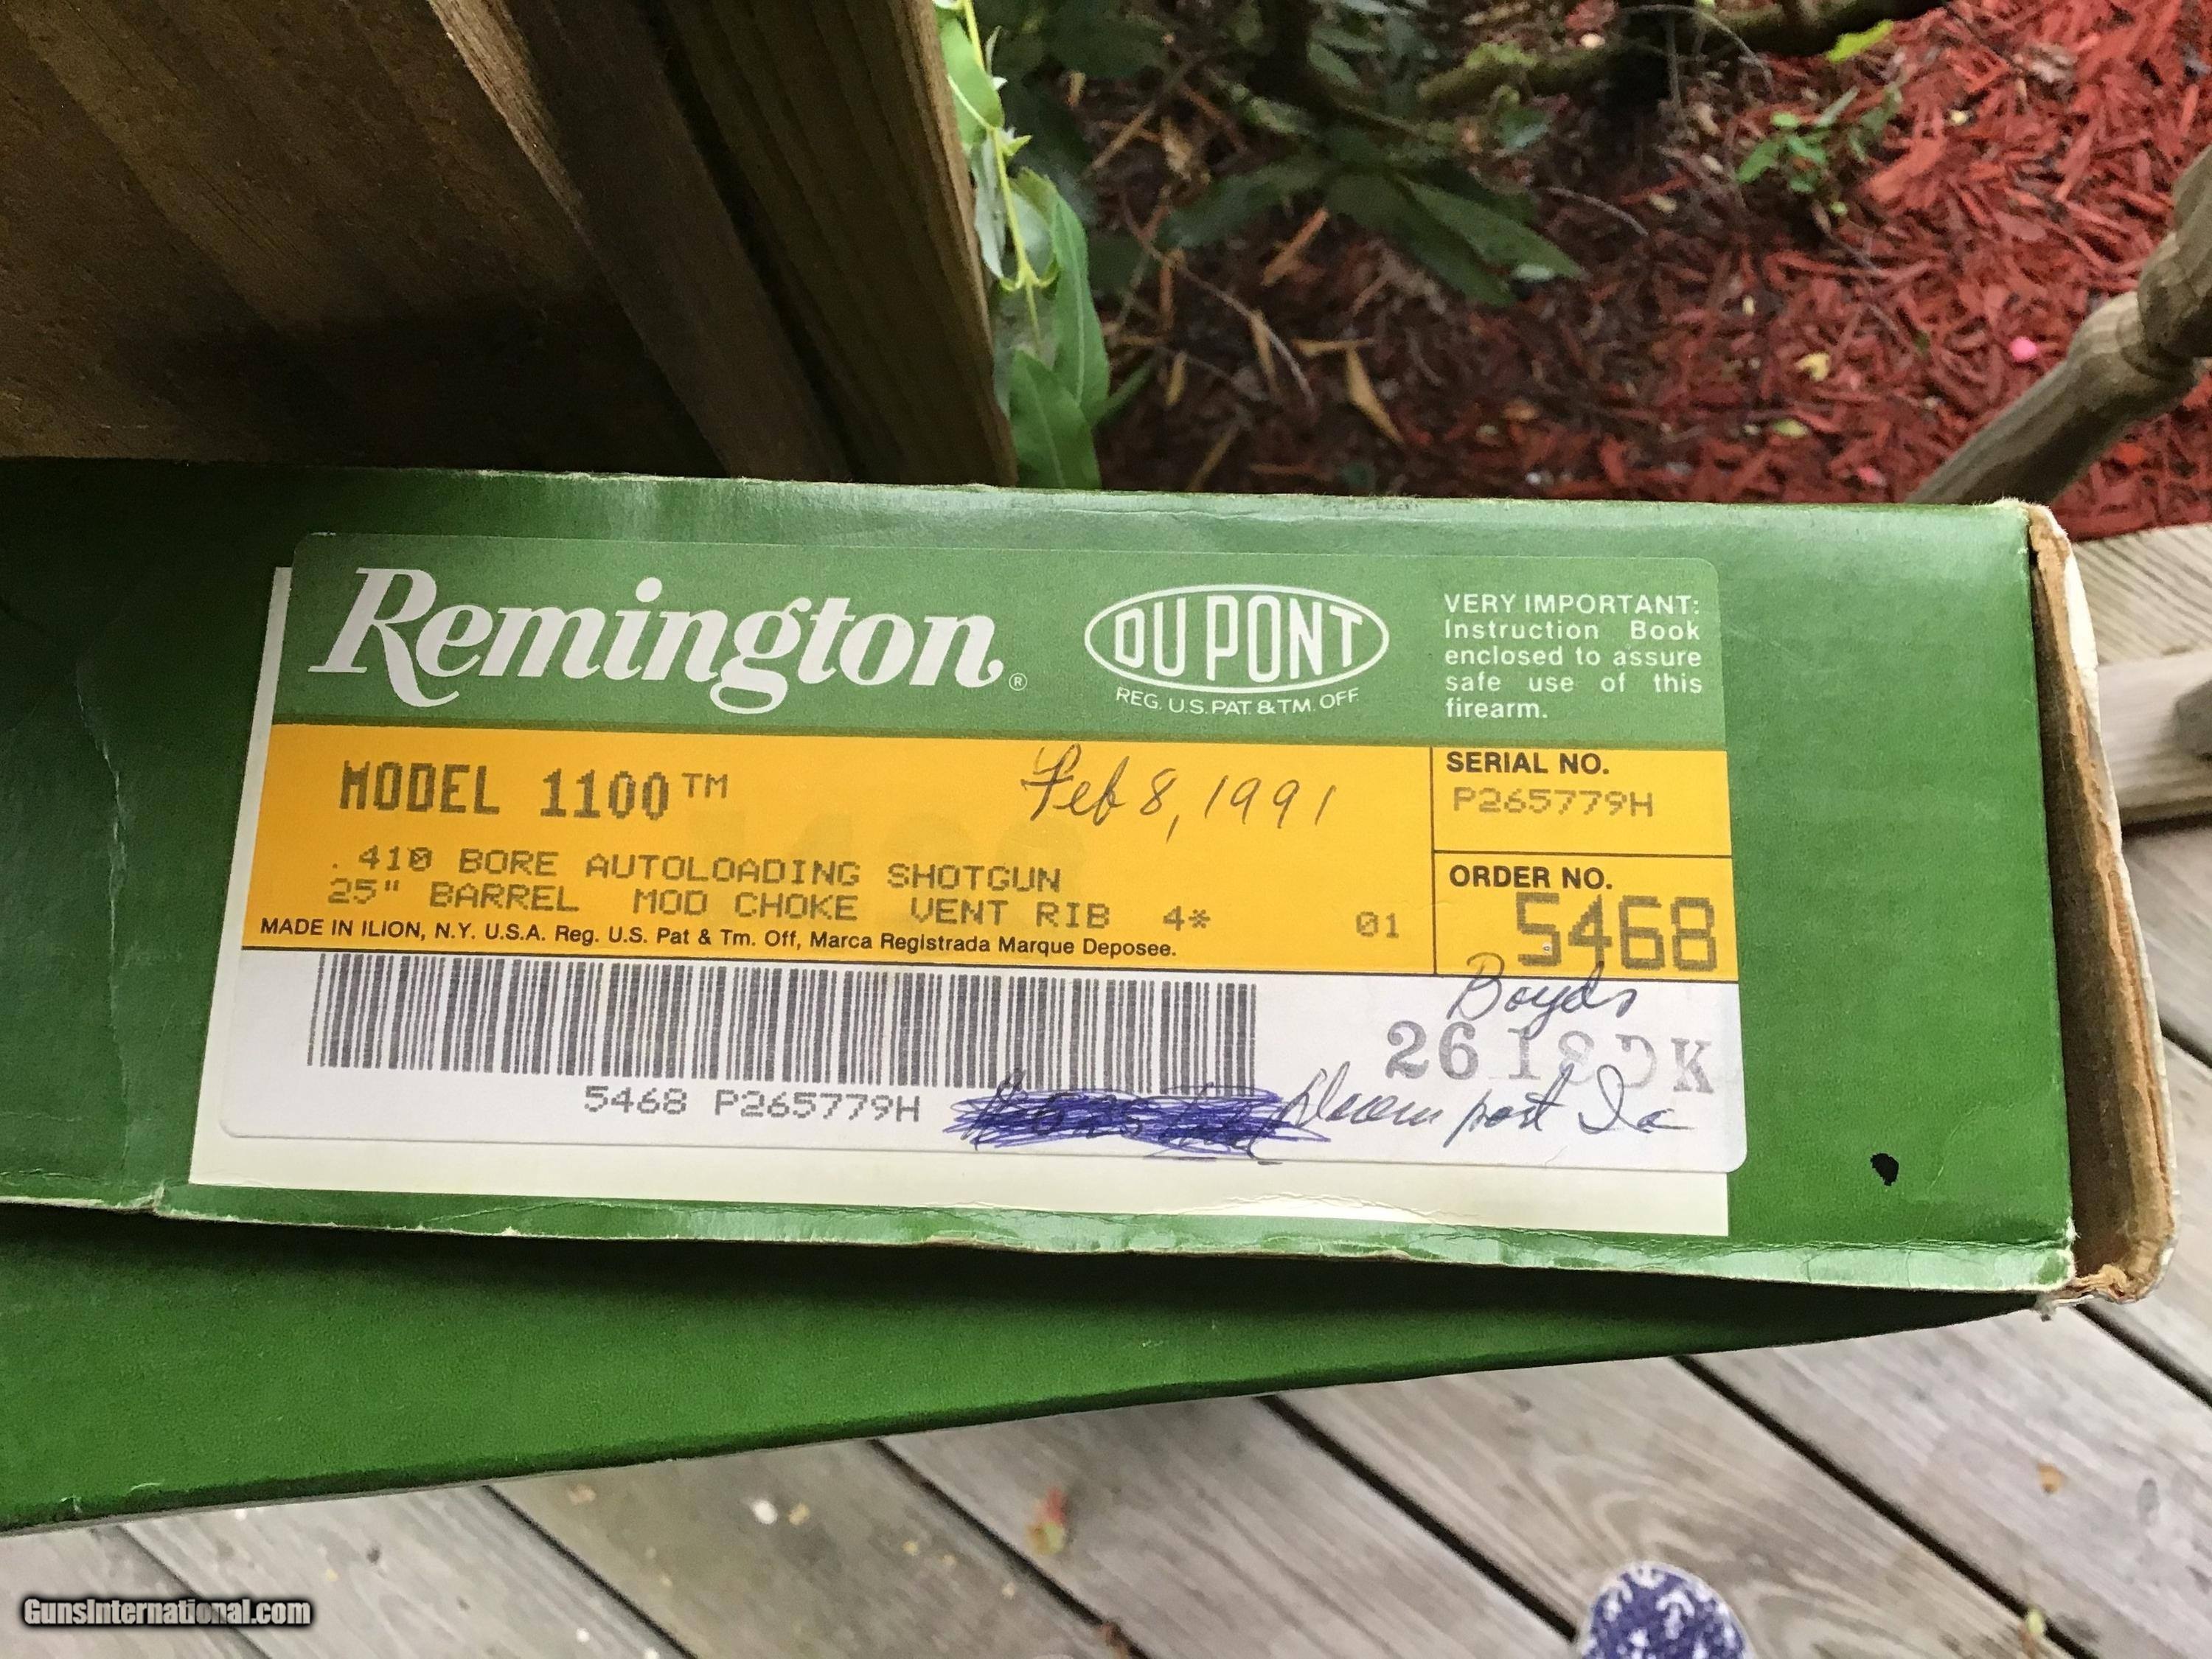 Remington®
DU PONT
REG. U.S. PAT. & TM. OFF.
VERY IMPORTANT:
Instruction Book
enclosed to assure
safe use of this
firearm.
MODEL 1100™
Feb 8, 1991
SERIAL NO.
P265779H
.410 BORE AUTOLOADING SHOTGUN
25" BARREL MOD CHOKE VENT RIB 4* 01
MADE IN ILION, N.Y. U.S.A. Reg. U.S. Pat & Tm. Off, Marca Registrada Marque Deposee.
ORDER NO.
5468
Boyds
5468 P265779H
port Ia
GunsInternational.com